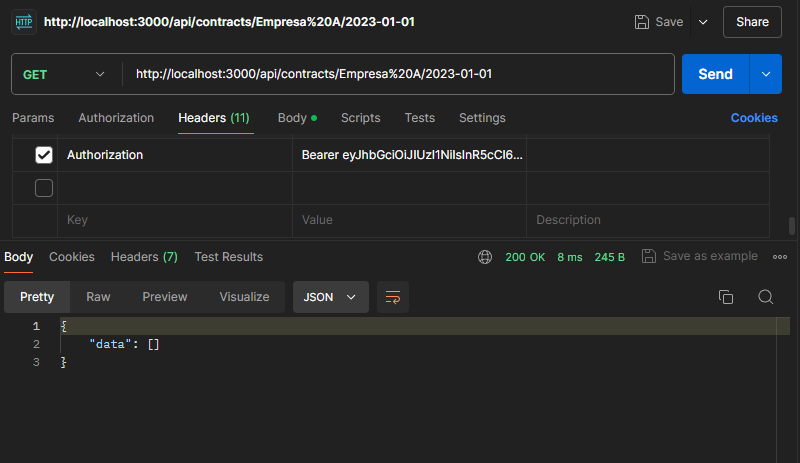 HTTP http://localhost:3000/api/contracts/Empresa%20A/2023-01-01 Save Share
GET http://localhost:3000/api/contracts/Empresa%20A/2023-01-01 Send
Params Authorization Headers (11) Body Scripts Tests Settings Cookies
Authorization Bearer eyJhbGciOiJIUzI1NiIsInR5cCI6...
Key Value Description
Body Cookies Headers (7) Test Results 200 OK 8 ms 245 B Save as example
Pretty Raw Preview Visualize JSON
1 {
2 "data": []
3 }